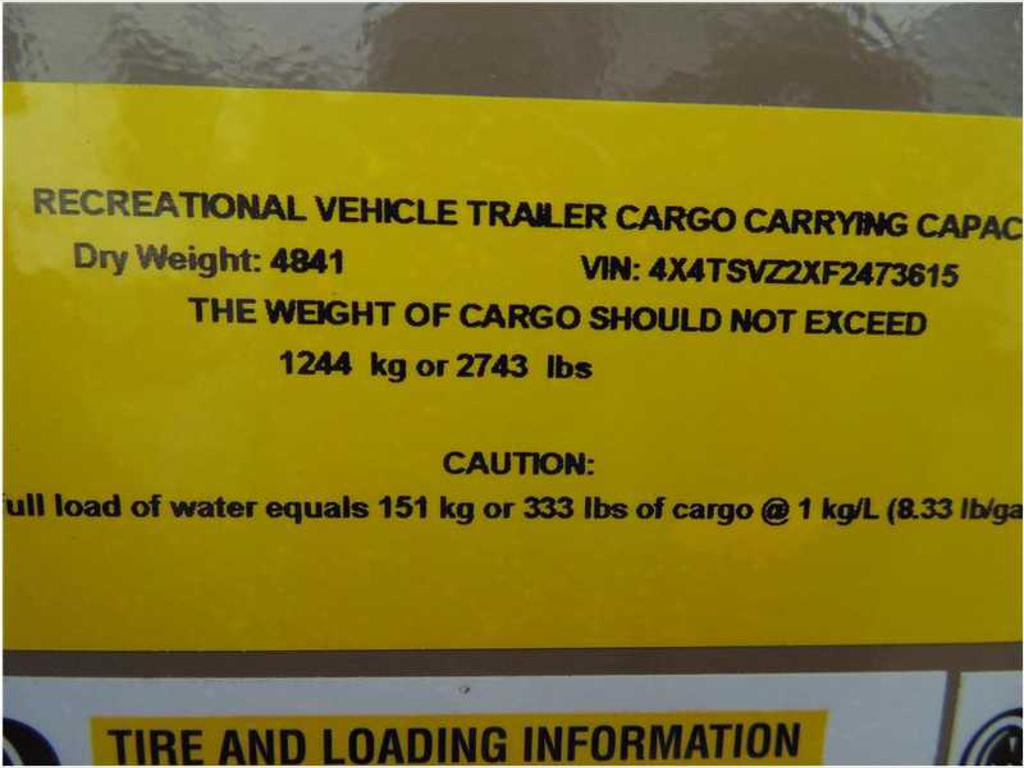 RECREATIONAL VEHICLE TRAILER CARGO CARRYING CAPAC
Dry Weight: 4841 VIN: 4X4TSVZ2XF2473615
THE WEIGHT OF CARGO SHOULD NOT EXCEED
1244 kg or 2743 lbs
CAUTION:
ull load of water equals 151 kg or 333 lbs of cargo @ 1 kg/L (8.33 lb/ga
TIRE AND LOADING INFORMATION